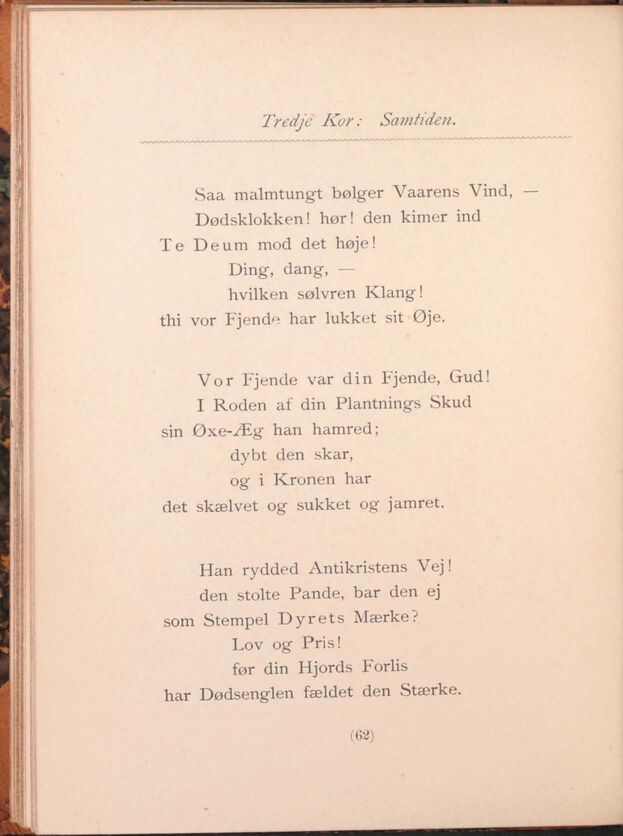 Tredje Kor: Samtiden.
Saa malmtungt bølger Vaarens Vind, —
Dødsklokken! hør! den kimer ind
Te Deum mod det høje!
Ding, dang, —
hvilken sølvren Klang!
thi vor Fjende har lukket sit Øje.
Vor Fjende var din Fjende, Gud!
I Roden af din Plantnings Skud
sin Øxe-Æg han hamred;
dybt den skar,
og i Kronen har
det skælvet og sukket og jamret.
Han rydded Antikristens Vej!
den stolte Pande, bar den ej
som Stempel Dyrets Mærke?
Lov og Pris!
før din Hjords Forlis
har Dødsenglen fældet den Stærke.
(62)